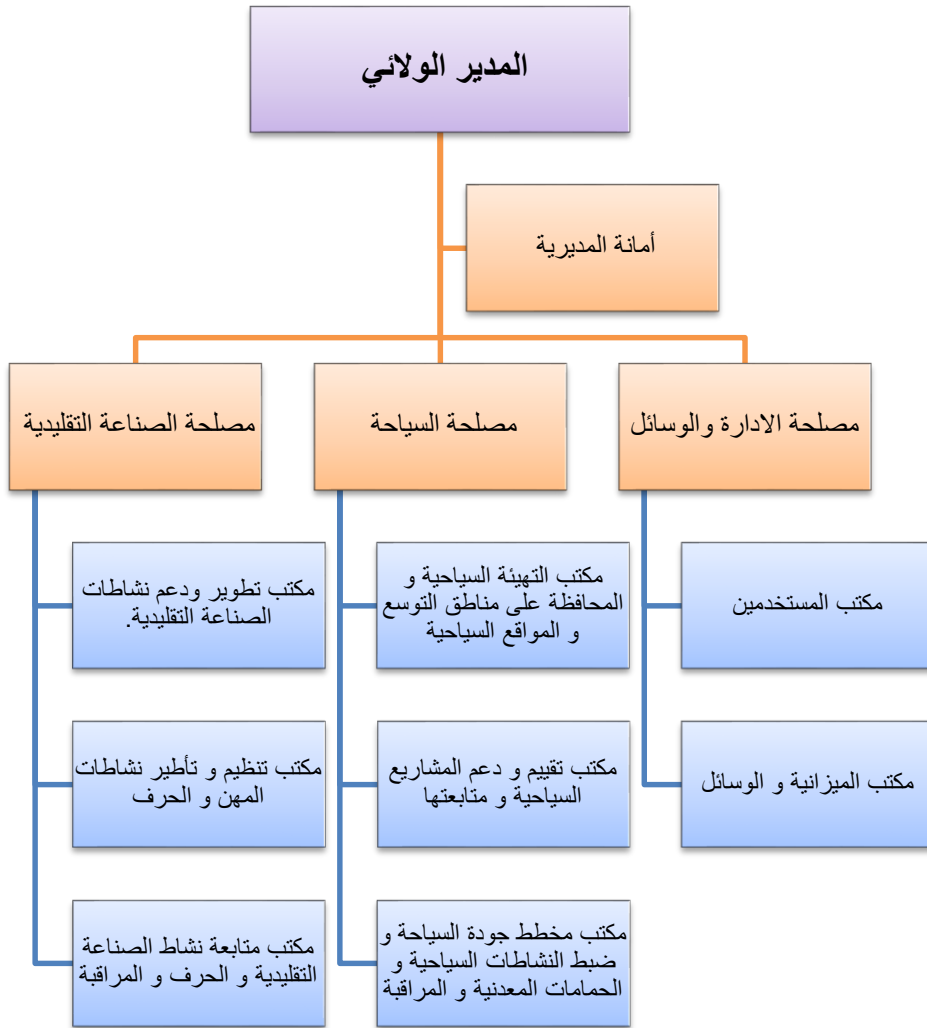 المدير الولائي
أمانة المديرية
مصلحة الادارة والوسائل
مصلحة السياحة
مصلحة الصناعة التقليدية
مكتب المستخدمين
مكتب الميزانية و الوسائل
مكتب التهيئة السياحية و
المحافظة على مناطق التوسع
و المواقع السياحية
مكتب تقييم و دعم المشاريع
السياحية و متابعتها
مكتب مخطط جودة السياحة و
ضبط النشاطات السياحية و
الحمامات المعدنية و المراقبة
مكتب تطوير ودعم نشاطات
الصناعة التقليدية.
مكتب تنظيم و تأطير نشاطات
المهن و الحرف
مكتب متابعة نشاط الصناعة
التقليدية و الحرف و المراقبة